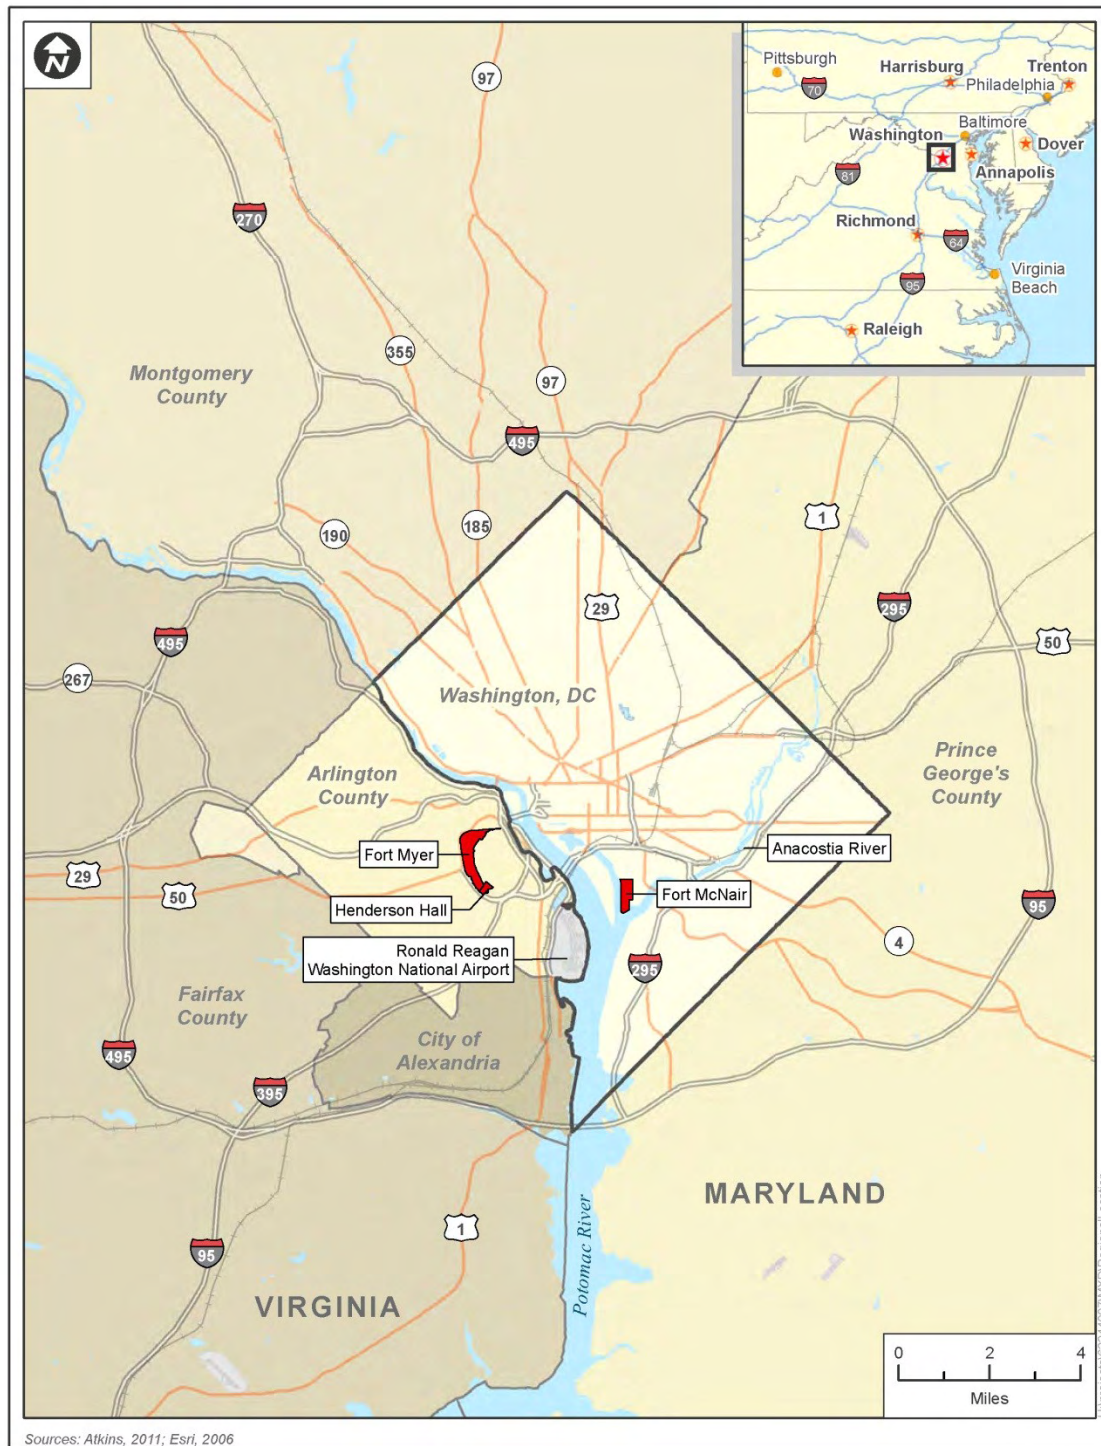 N
Pittsburgh
70
Harrisburg
Trenton
Philadelphia
Washington
Baltimore
Dover
Annapolis
81
Richmond
64
95
Virginia
Beach
Raleigh
97
270
355
97
Montgomery
County
495
190
185
1
29
295
495
50
267
Washington, DC
Arlington
County
Prince
George's
County
Fort Myer
Anacostia River
29
50
Henderson Hall
Fort McNair
95
4
Ronald Reagan
Washington National Airport
295
Fairfax
County
City of
Alexandria
495
395
MARYLAND
1
Potomac River
95
VIRGINIA
0 2 4
Miles
Sources: Atkins, 2011; Esri, 2006